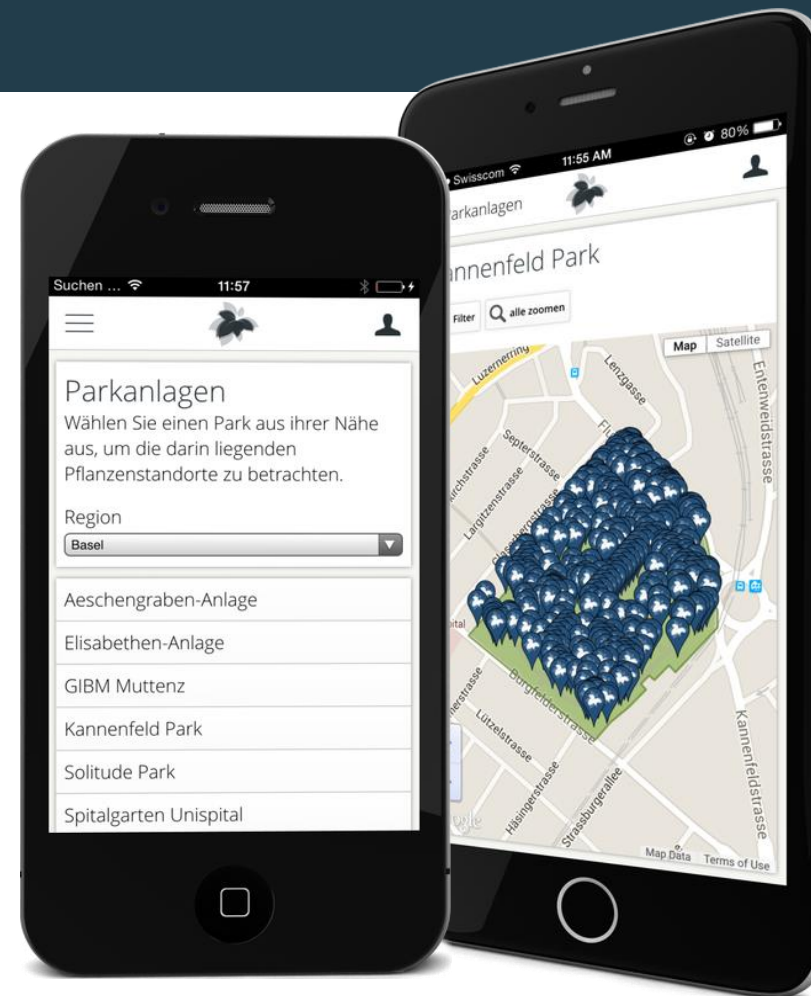 Suchen ...
11:57
Parkanlagen
Wählen Sie einen Park aus ihrer Nähe
aus, um die darin liegenden
Pflanzenstandorte zu betrachten.
Region
Basel
Aeschengraben-Anlage
Elisabethen-Anlage
GIBM Muttenz
Kannenfeld Park
Solitude Park
Spitalgarten Unispital
Swisscom
11:55 AM
80%
arkanlagen
annenfeld Park
Filter
alle zoomen
Map
Satellite
Luzernerring
Lenzgasse
Entenweidstrasse
Septerstrasse
Largitzenstrasse
Burgfelderstrasse
Lützelstrasse
Häsingerstrasse
Strassburgerallee
Kannenfeldstrasse
Map Data
Terms of Use